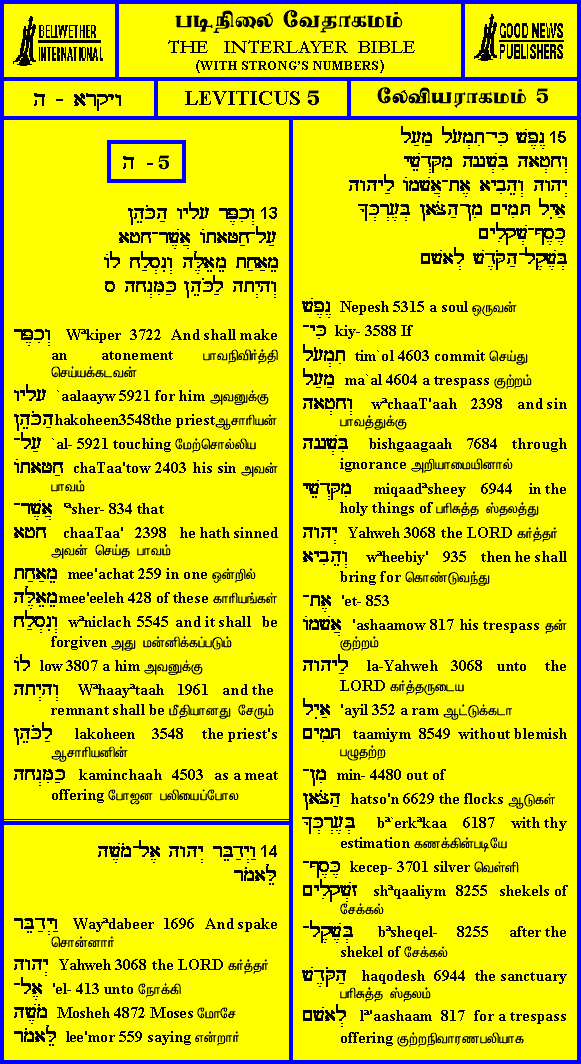 BELLWETHER
INTERNATIONAL
படிநிலை வேதாகமம்
THE INTERLAYER BIBLE
(WITH STRONG'S NUMBERS)
GOOD NEWS
PUBLISHERS
ויקרא - ה
LEVITICUS 5
லேவியராகமம் 5
5 - ה
13 וְכִפֶּר עָלָיו הַכֹּהֵן
עַל־חַטָּאתוֹ אֲשֶׁר־חָטָא
מֵאַחַת מֵאֵלֶּה וְנִסְלַח לוֹ
וְהָיְתָה לַכֹּהֵן כַּמִּנְחָה ס
וְכִפֶּר Wªkiper 3722 And shall make
an atonement பாவநிவிர்த்தி
செய்யக்கடவன்
עָלָיו `aalaayw 5921 for him அவனுக்கு
הַכֹּהֵן hakoheen3548the priestஆசாரியன்
עַל־ `al- 5921 touching மேற்சொல்லிய
חַטָּאתוֹ chaTaa'tow 2403 his sin அவன்
பாவம்
אֲשֶׁר־ 'ªsher- 834 that
חָטָא chaaTaa' 2398 he hath sinned
அவன் செய்த பாவம்
מֵאַחַת mee'achat 259 in one ஒன்றில்
מֵאֵלֶּה mee'eeleh 428 of these காரியங்கள்
וְנִסְלַח wªniclach 5545 and it shall be
forgiven அது மன்னிக்கப்படும்
לוֹ low 3807 a him அவனுக்கு
וְהָיְתָה Wªhaayªtaah 1961 and the
remnant shall be மீதியானது சேரும்
לַכֹּהֵן lakoheen 3548 the priest's
ஆசாரியனின்
כַּמִּנְחָה kaminchaah 4503 as a meat
offering போஜன பலியைப்போல
14 וַיְדַבֵּר יְהוָה אֶל־מֹשֶׁה
לֵּאמֹר
וַיְדַבֵּר Wayªdabeer 1696 And spake
சொன்னார்
יְהוָה Yahweh 3068 the LORD கர்த்தர்
אֶל־ 'el- 413 unto நோக்கி
מֹשֶׁה Mosheh 4872 Moses மோசே
לֵּאמֹר lee'mor 559 saying என்றார்
15 נֶפֶשׁ כִּי־תִמְעֹל מַעַל
וְחָטְאָה בִּשְׁגָגָה מִקָּדְשֵׁי
יְהוָה וְהֵבִיא אֶת־אֲשָׁמוֹ לַיהוָה
אַיִל תָּמִים מִן־הַצֹּאן בְּעֶרְכְּךָ
כֶּסֶף־שְׁקָלִים
בְּשֶׁקֶל־הַקֹּדֶשׁ לְאָשָׁם
נֶפֶשׁ Nepesh 5315 a soul ஒருவன்
כִּי־ kiy- 3588 If
תִמְעֹל tim`ol 4603 commit செய்து
מַעַל ma`al 4604 a trespass குற்றம்
וְחָטְאָה wªchaaT'aah 2398 and sin
பாவத்துக்கு
בִּשְׁגָגָה bishgaagaah 7684 through
ignorance அறியாமையினால்
מִקָּדְשֵׁי miqaadªsheey 6944 in the
holy things of பரிசுத்த ஸ்தலத்து
יְהוָה Yahweh 3068 the LORD கர்த்தர்
וְהֵבִיא wªheebiy' 935 then he shall
bring for கொண்டுவந்து
אֶת־ 'et- 853
אֲשָׁמוֹ 'ashaamow 817 his trespass தன்
குற்றம்
לַיהוָה la-Yahweh 3068 unto the
LORD கர்த்தருடைய
אַיִל 'ayil 352 a ram ஆட்டுக்கடா
תָּמִים taamiym 8549 without blemish
பழுதற்ற
מִן־ min- 4480 out of
הַצֹּאן hatso'n 6629 the flocks ஆடுகள்
בְּעֶרְכְּךָ bª`erkªkaa 6187 with thy
estimation கணக்கின்படியே
כֶּסֶף־ kecep- 3701 silver வெள்ளி
שְׁקָלִים shªqaaliym 8255 shekels of
சேக்கல்
בְּשֶׁקֶל־ bªsheqel- 8255 after the
shekel of சேக்கல்
הַקֹּדֶשׁ haqodesh 6944 the sanctuary
பரிசுத்த ஸ்தலம்
לְאָשָׁם lª'aashaam 817 for a trespass
offering குற்றநிவாரணபலியாக